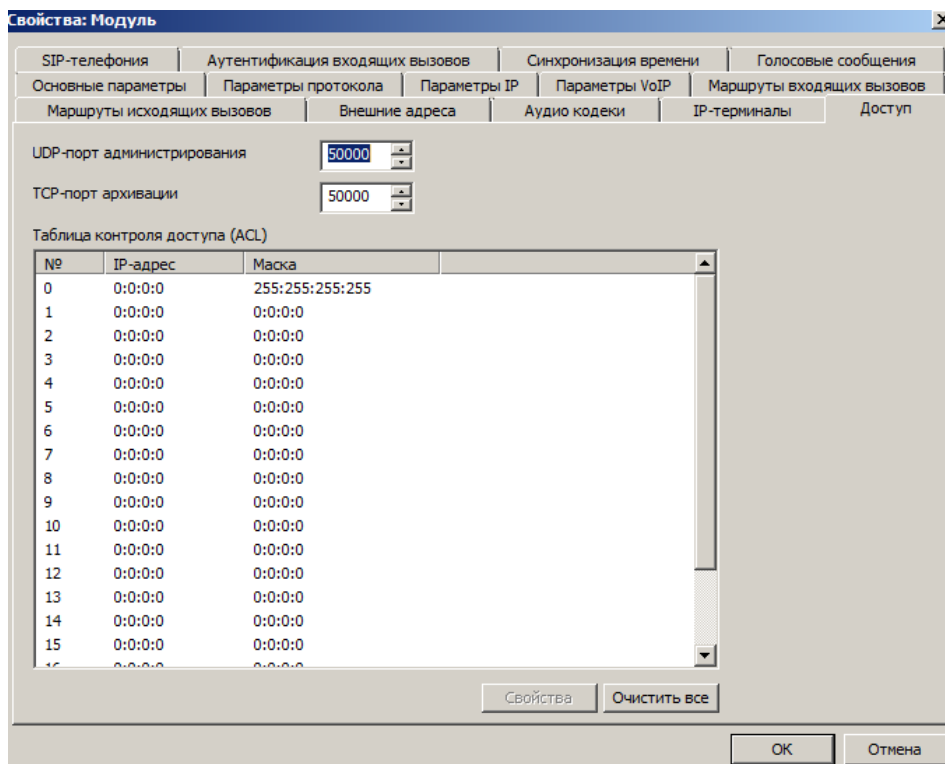 Свойства: Модуль
SIP-телефония Аутентификация входящих вызовов Синхронизация времени Голосовые сообщения
Основные параметры Параметры протокола Параметры IP Параметры VoIP Маршруты входящих вызовов
Маршруты исходящих вызовов Внешние адреса Аудио кодеки IP-терминалы Доступ
UDP-порт администрирования 50000
TCP-порт архивации 50000
Таблица контроля доступа (ACL)
№ IP-адрес Маска
0 0:0:0:0 255:255:255:255
1 0:0:0:0 0:0:0:0
2 0:0:0:0 0:0:0:0
3 0:0:0:0 0:0:0:0
4 0:0:0:0 0:0:0:0
5 0:0:0:0 0:0:0:0
6 0:0:0:0 0:0:0:0
7 0:0:0:0 0:0:0:0
8 0:0:0:0 0:0:0:0
9 0:0:0:0 0:0:0:0
10 0:0:0:0 0:0:0:0
11 0:0:0:0 0:0:0:0
12 0:0:0:0 0:0:0:0
13 0:0:0:0 0:0:0:0
14 0:0:0:0 0:0:0:0
15 0:0:0:0 0:0:0:0
16 0:0:0:0 0:0:0:0
Свойства Очистить все
OK Отмена